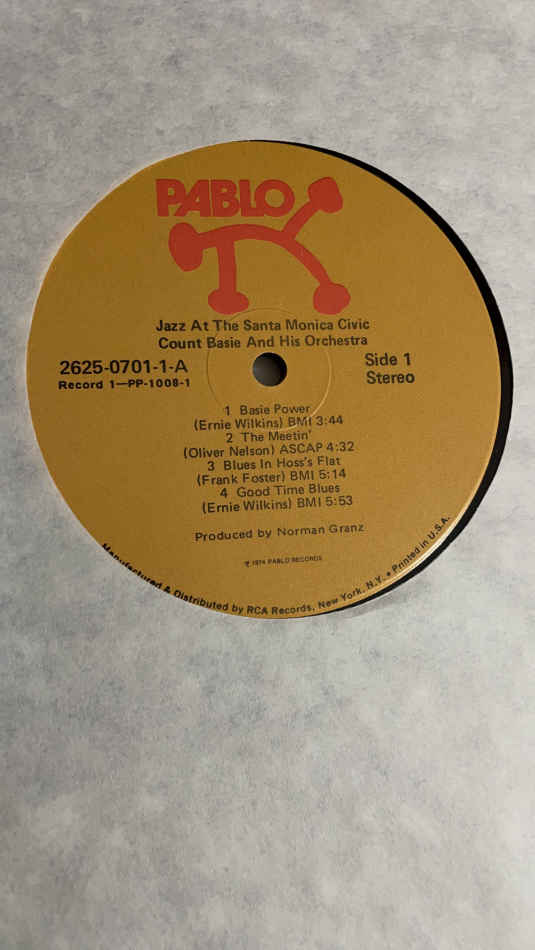 PABLO
Jazz At The Santa Monica Civic
Count Basie And His Orchestra
2625-0701-1-A
Record 1—PP-1008-1
Side 1
Stereo
1 Basie Power
(Ernie Wilkins) BMI 3:44
2 The Meetin'
(Oliver Nelson) ASCAP 4:32
3 Blues In Hoss's Flat
(Frank Foster) BMI 5:14
4 Good Time Blues
(Ernie Wilkins) BMI 5:53
Produced by Norman Granz
℗ 1974 PABLO RECORDS
Manufactured & Distributed by RCA Records, New York, N.Y. • Printed in U.S.A.